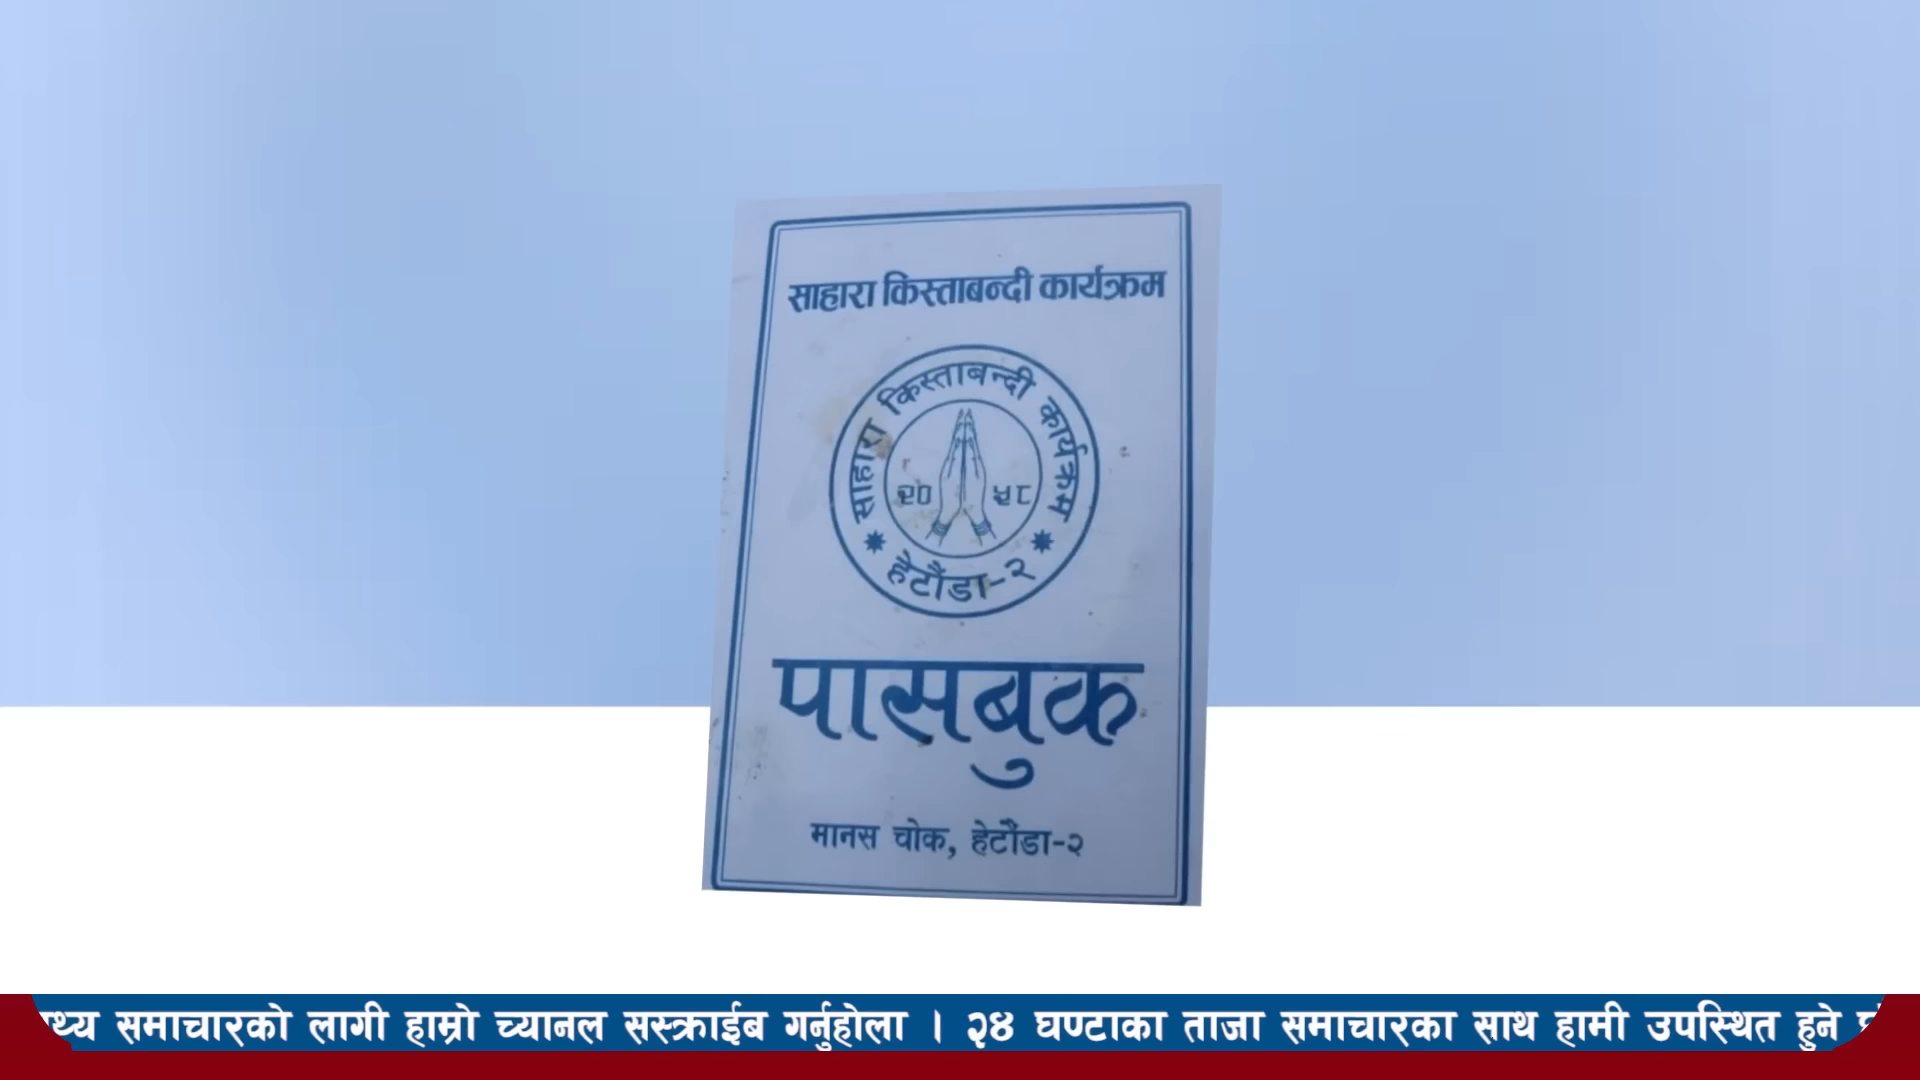 साहारा किस्ताबन्दी कार्यक्रम
साहारा किस्ताबन्दी कार्यक्रम
२० ५८
हैटौंडा-२
पासबुक
मानस चोक, हेटौंडा-२
समाचारको लागी हाम्रो च्यानल सस्क्राईब गर्नुहोला । २४ घण्टाका ताजा समाचारका साथ हामी उपस्थित हुने